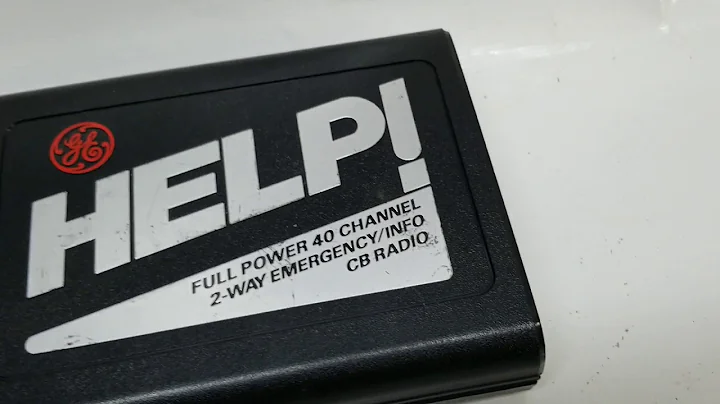 GE
HELP!
FULL POWER 40 CHANNEL
2-WAY EMERGENCY/INFO
CB RADIO